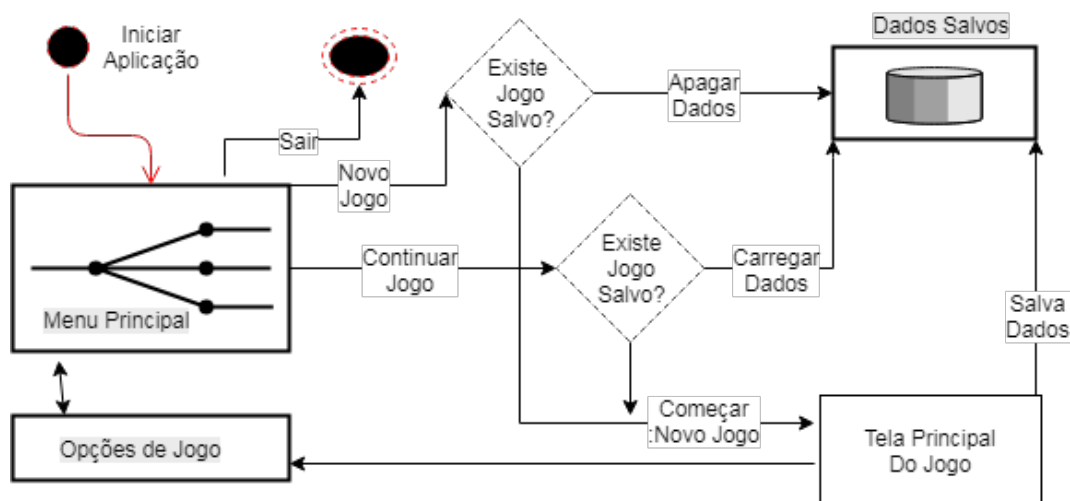 Iniciar
Aplicação
Sair
Existe
Jogo
Salvo?
Apagar
Dados
Dados Salvos
Novo
Jogo
Continuar
Jogo
Existe
Jogo
Salvo?
Carregar
Dados
Salva
Dados
Menu Principal
Opções de Jogo
Começar
:Novo Jogo
Tela Principal
Do Jogo